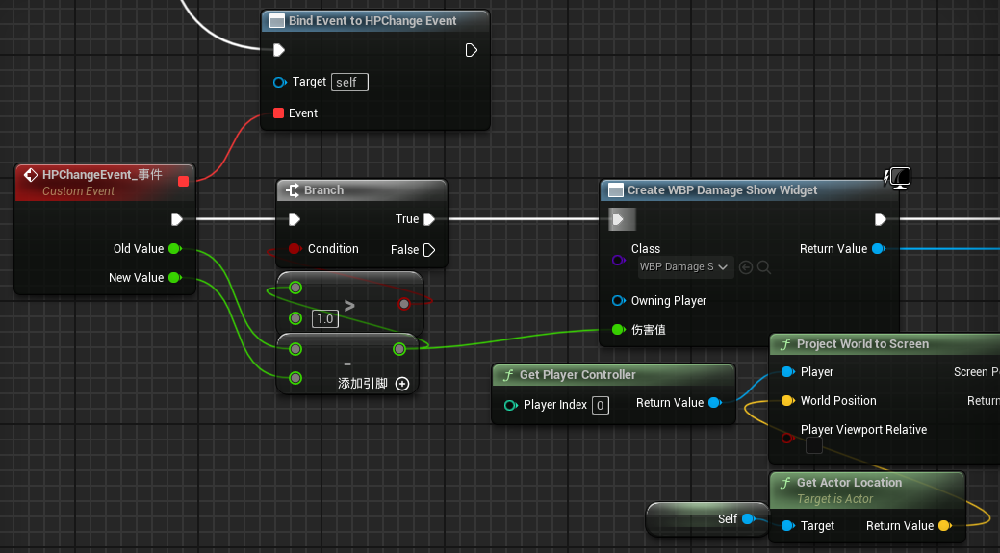 Bind Event to HPChange Event
Target self
Event
HPChangeEvent_事件
Custom Event
Old Value
New Value
Branch
True
Condition
False
>
1.0
-
添加引脚
Create WBP Damage Show Widget
Class
WBP Damage S
Return Value
Owning Player
伤害值
Get Player Controller
Player Index 0
Return Value
Project World to Screen
Player
Screen P
World Position
Return
Player Viewport Relative
Self
Get Actor Location
Target is Actor
Target
Return Value